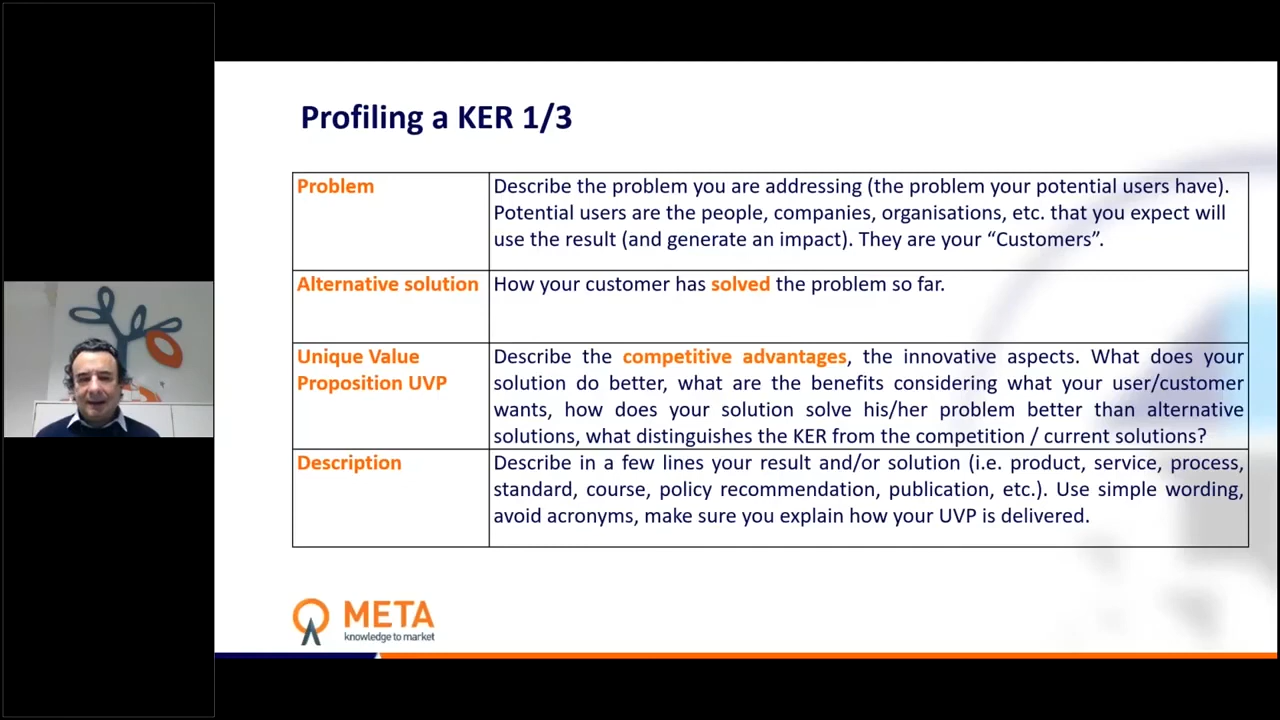 Profiling a KER 1/3
Problem
Describe the problem you are addressing (the problem your potential users have).
Potential users are the people, companies, organisations, etc. that you expect will
use the result (and generate an impact). They are your “Customers”.
Alternative solution
How your customer has solved the problem so far.
Unique Value
Proposition UVP
Describe the competitive advantages, the innovative aspects. What does your
solution do better, what are the benefits considering what your user/customer
wants, how does your solution solve his/her problem better than alternative
solutions, what distinguishes the KER from the competition / current solutions?
Description
Describe in a few lines your result and/or solution (i.e. product, service, process,
standard, course, policy recommendation, publication, etc.). Use simple wording,
avoid acronyms, make sure you explain how your UVP is delivered.
META
knowledge to market